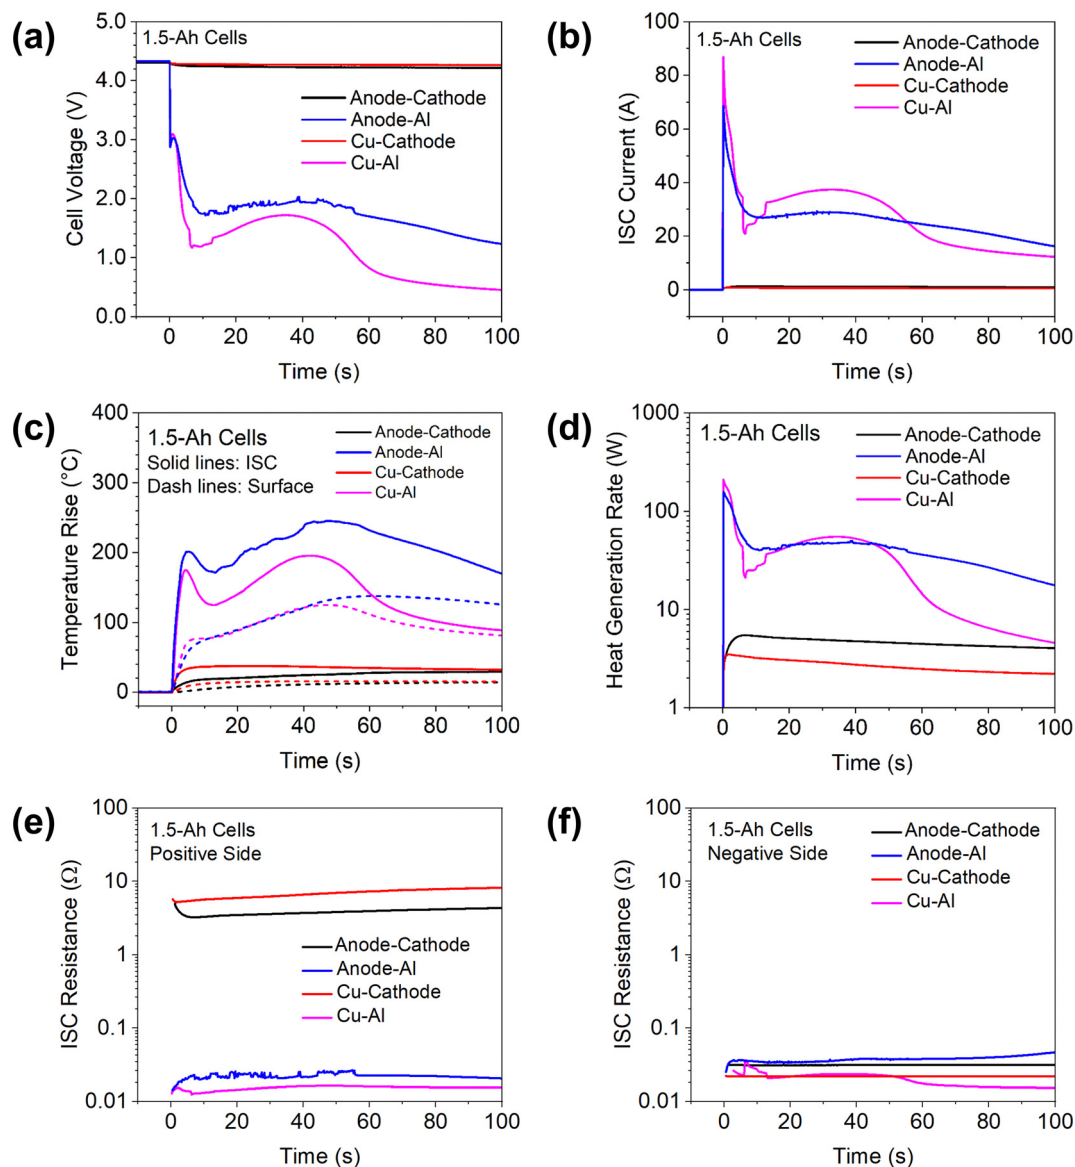 (a)
1.5-Ah Cells
Anode-Cathode
Anode-Al
Cu-Cathode
Cu-Al
Cell Voltage (V)
5.0
4.0
3.0
2.0
1.0
0.0
0 20 40 60 80 100
Time (s)
(b)
1.5-Ah Cells
Anode-Cathode
Anode-Al
Cu-Cathode
Cu-Al
ISC Current (A)
100
80
60
40
20
0
0 20 40 60 80 100
Time (s)
(c)
1.5-Ah Cells
Solid lines: ISC
Dash lines: Surface
Anode-Cathode
Anode-Al
Cu-Cathode
Cu-Al
Temperature Rise (°C)
400
300
200
100
0
0 20 40 60 80 100
Time (s)
(d)
1.5-Ah Cells
Anode-Cathode
Anode-Al
Cu-Cathode
Cu-Al
Heat Generation Rate (W)
1000
100
10
1
0 20 40 60 80 100
Time (s)
(e)
1.5-Ah Cells
Positive Side
Anode-Cathode
Anode-Al
Cu-Cathode
Cu-Al
ISC Resistance (Ω)
100
10
1
0.1
0.01
0 20 40 60 80 100
Time (s)
(f)
1.5-Ah Cells
Negative Side
Anode-Cathode
Anode-Al
Cu-Cathode
Cu-Al
ISC Resistance (Ω)
100
10
1
0.1
0.01
0 20 40 60 80 100
Time (s)